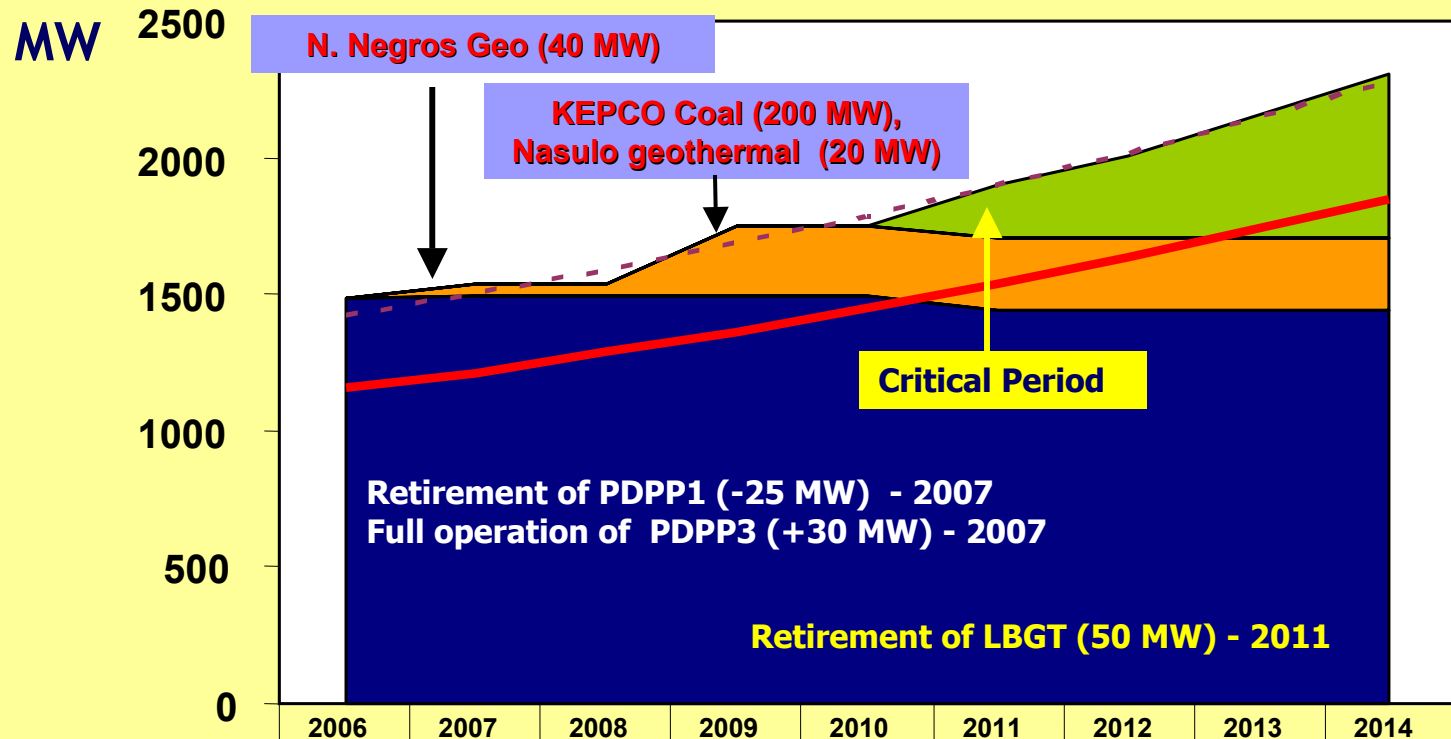 MW
2500
2000
1500
1000
500
0
N. Negros Geo (40 MW)
KEPCO Coal (200 MW),
Nasulo geothermal (20 MW)
Critical Period
Retirement of PDPP1 (-25 MW) - 2007
Full operation of PDPP3 (+30 MW) - 2007
Retirement of LBGT (50 MW) - 2011
2006 2007 2008 2009 2010 2011 2012 2013 2014